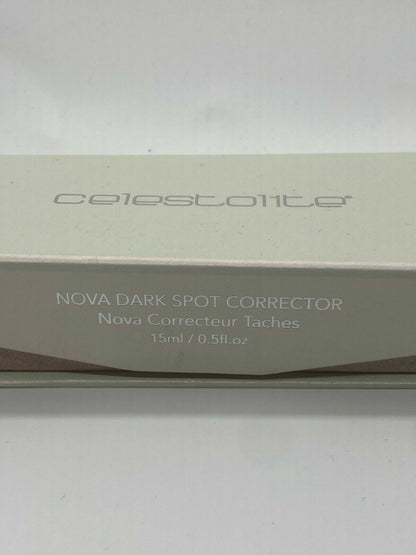 celestolite®
NOVA DARK SPOT CORRECTOR
Nova Correcteur Taches
15ml / 0.5fl.oz